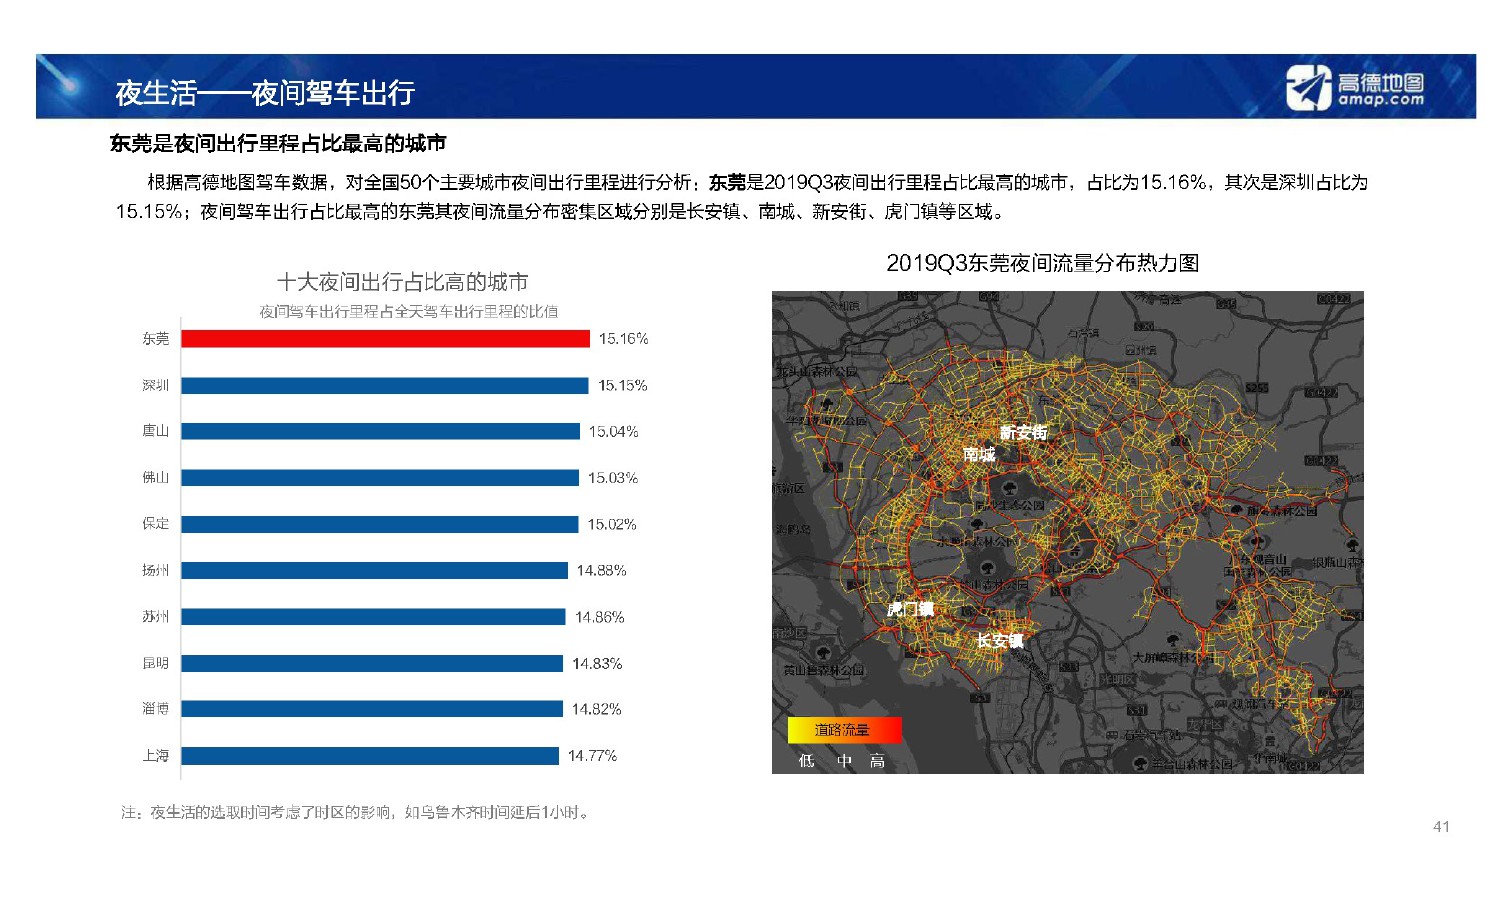 夜生活——夜间驾车出行
高德地图
amap.com
东莞是夜间出行里程占比最高的城市
根据高德地图驾车数据，对全国50个主要城市夜间出行里程进行分析：东莞是2019Q3夜间出行里程占比最高的城市，占比为15.16%，其次是深圳占比为
15.15%；夜间驾车出行占比最高的东莞其夜间流量分布密集区域分别是长安镇、南城、新安街、虎门镇等区域。
十大夜间出行占比高的城市
夜间驾车出行里程占全天驾车出行里程的比值
东莞 15.16%
深圳 15.15%
唐山 15.04%
佛山 15.03%
保定 15.02%
扬州 14.88%
苏州 14.86%
昆明 14.83%
淄博 14.82%
上海 14.77%
2019Q3东莞夜间流量分布热力图
新安街
南城
虎门镇
长安镇
道路流量
低 中 高
注：夜生活的选取时间考虑了时区的影响，如乌鲁木齐时间延后1小时。
41